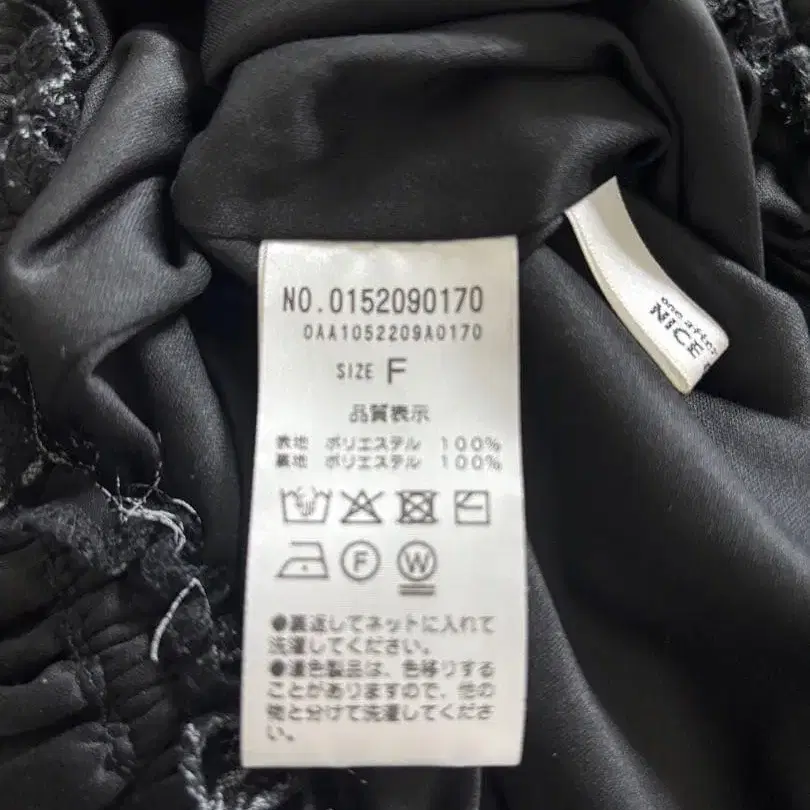 NO.0152090170
0AA1052209A0170
SIZE F
品質表示
表地 ポリエステル 100%
裏地 ポリエステル 100%
F W
●裏返してネットに入れて
洗濯してください。
●濃色製品は、色移りする
ことがありますので、他の
物と分けて洗濯してくださ
い。
one after
NICE